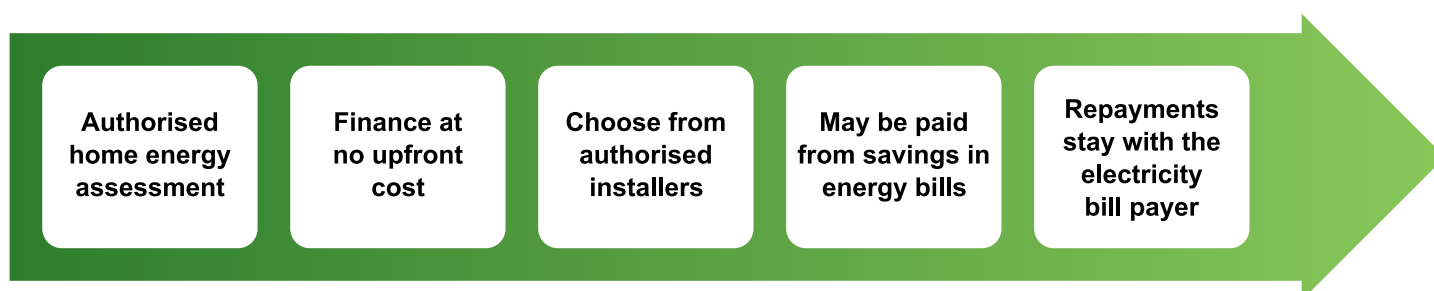 Authorised
home energy
assessment
Finance at
no upfront
cost
Choose from
authorised
installers
May be paid
from savings in
energy bills
Repayments
stay with the
electricity
bill payer